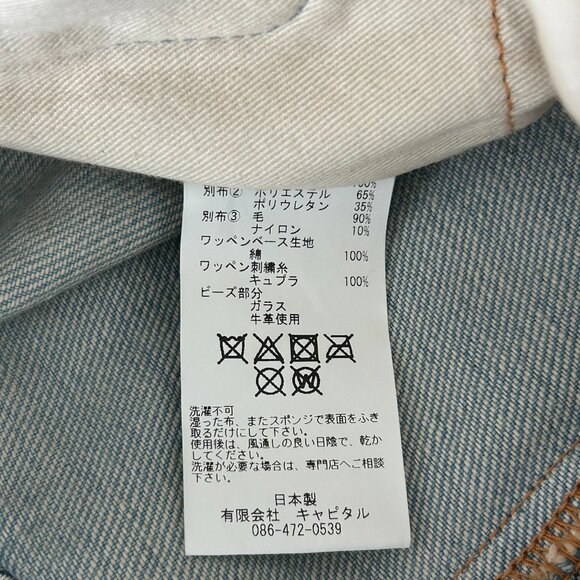 100%
別布② ポリエステル 65%
ポリウレタン 35%
別布③ 毛 90%
ナイロン 10%
ワッペンベース生地
綿 100%
ワッペン刺繍糸
キュプラ 100%
ビーズ部分
ガラス
牛革使用
W
洗濯不可
湿った布、またスポンジで表面をふき
取るだけにして下さい。
使用後は、風通しの良い日陰で、乾か
してください。
洗濯が必要な場合は、専門店へご相談
下さい。
日本製
有限会社 キャピタル
086-472-0539